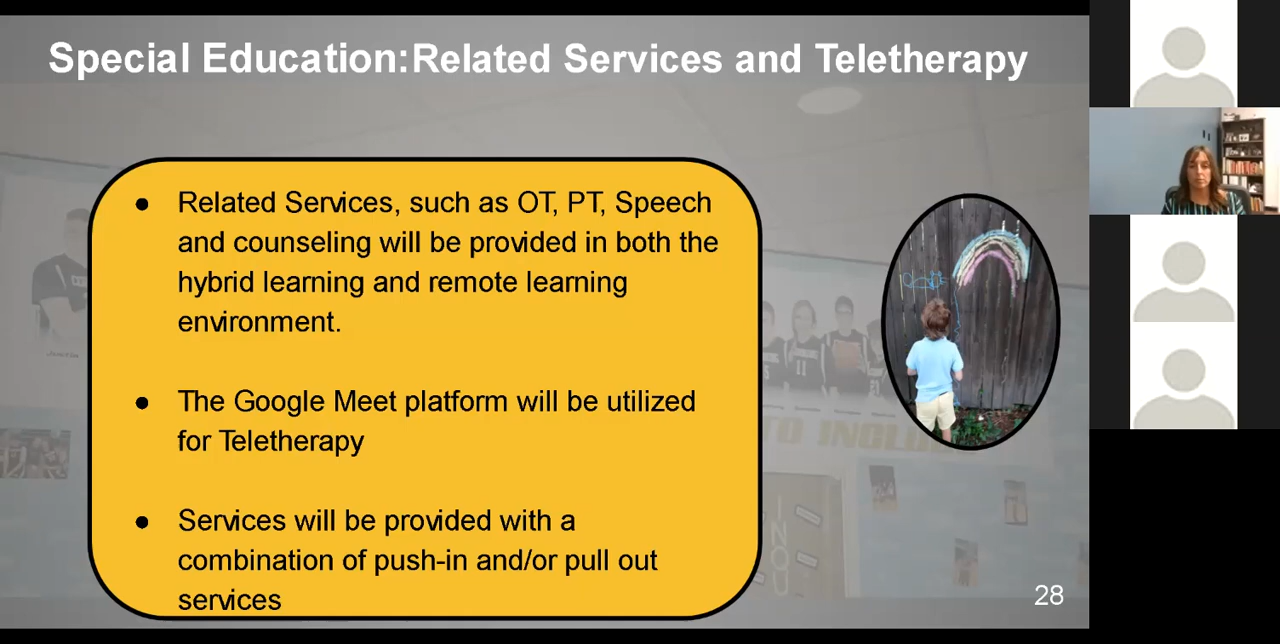 Special Education:Related Services and Teletherapy
● Related Services, such as OT, PT, Speech
and counseling will be provided in both the
hybrid learning and remote learning
environment.
● The Google Meet platform will be utilized
for Teletherapy
● Services will be provided with a
combination of push-in and/or pull out
services
28